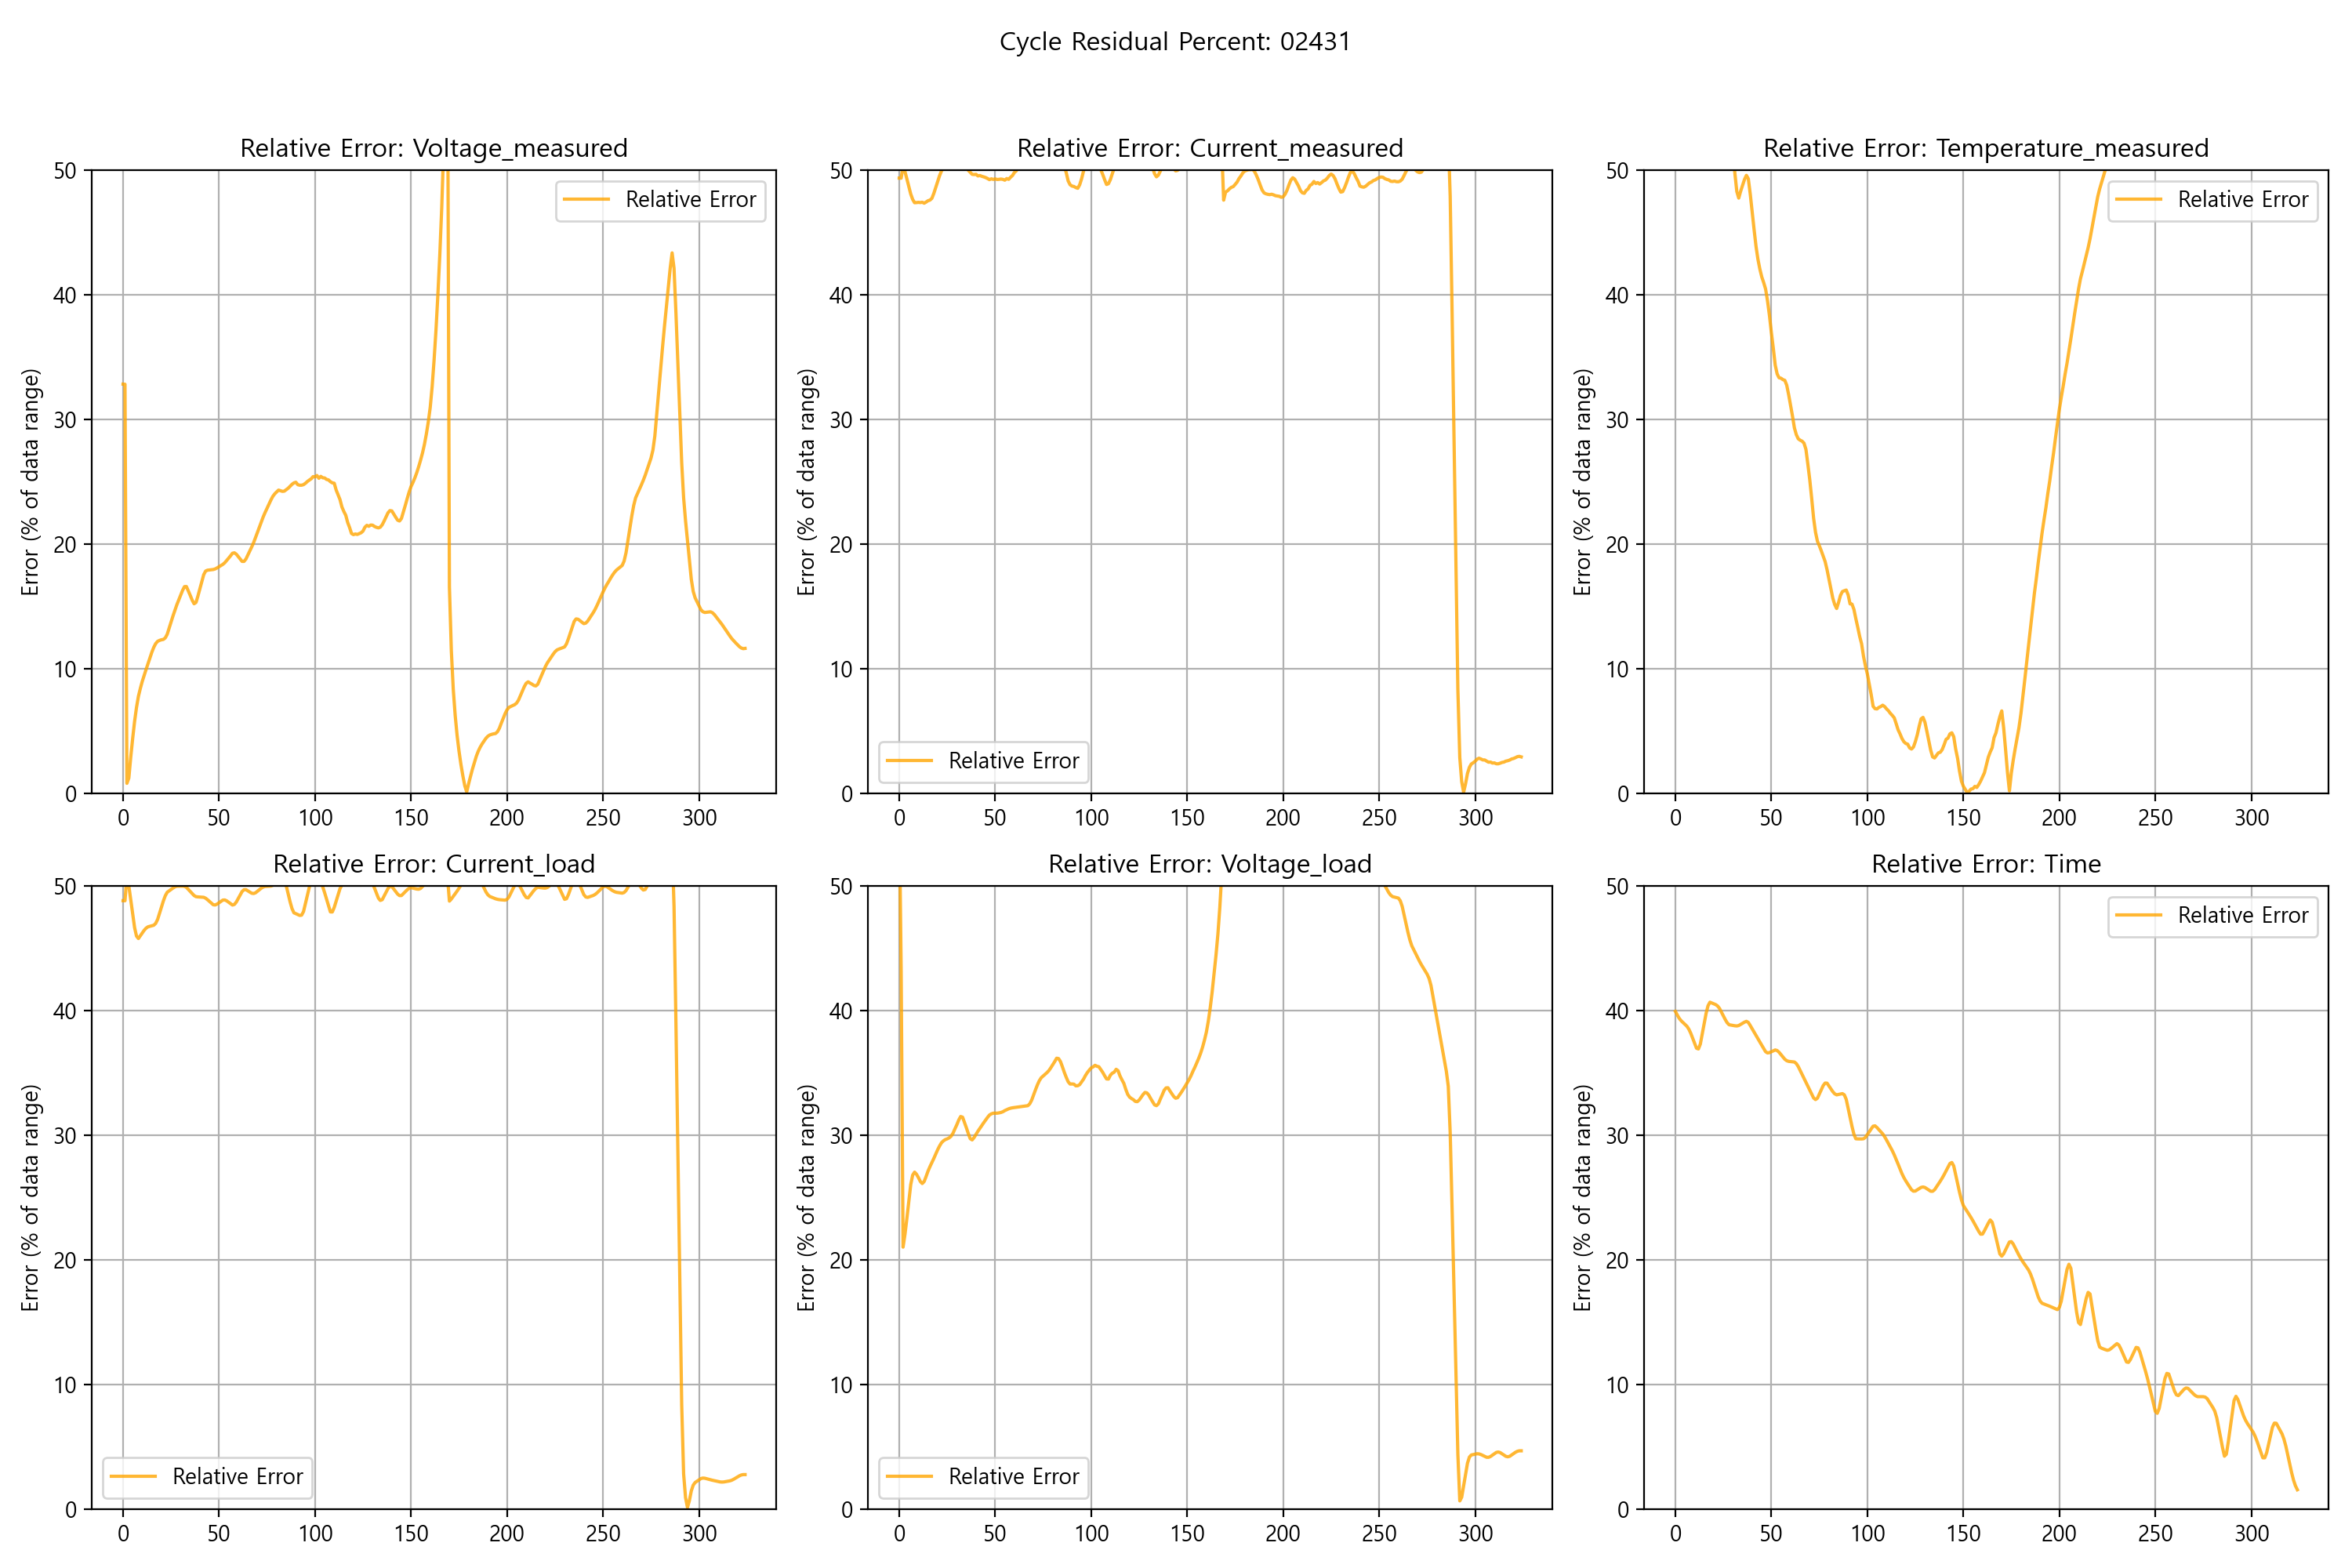 Cycle Residual Percent: 02431
Relative Error: Voltage_measured
Error (% of data range)
50
40
30
20
10
0
0 50 100 150 200 250 300
Relative Error
Relative Error: Current_measured
Error (% of data range)
50
40
30
20
10
0
0 50 100 150 200 250 300
Relative Error
Relative Error: Temperature_measured
Error (% of data range)
50
40
30
20
10
0
0 50 100 150 200 250 300
Relative Error
Relative Error: Current_load
Error (% of data range)
50
40
30
20
10
0
0 50 100 150 200 250 300
Relative Error
Relative Error: Voltage_load
Error (% of data range)
50
40
30
20
10
0
0 50 100 150 200 250 300
Relative Error
Relative Error: Time
Error (% of data range)
50
40
30
20
10
0
0 50 100 150 200 250 300
Relative Error